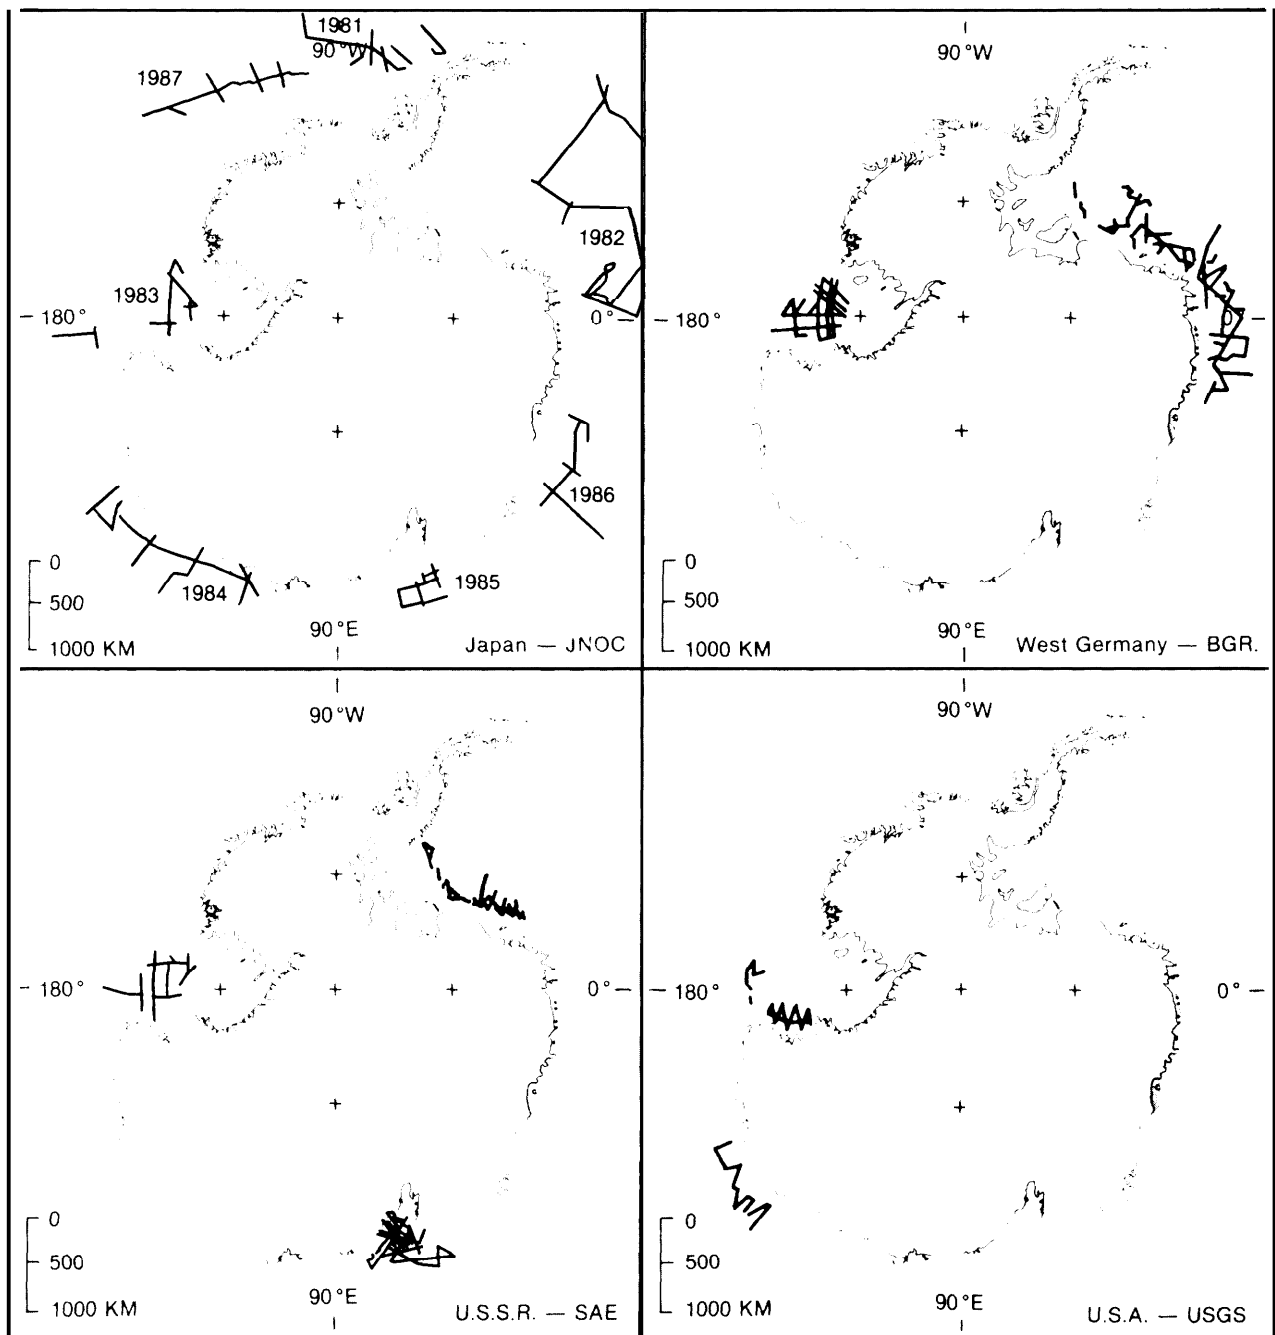 1981
90°W
1987
1982
1983
180°
0°
1986
1984
1985
0
500
1000 KM
90°E
Japan — JNOC
90°W
180°
0°
0
500
1000 KM
90°E
West Germany — BGR.
90°W
180°
0°
0
500
1000 KM
90°E
U.S.S.R. — SAE
90°W
180°
0°
0
500
1000 KM
90°E
U.S.A. — USGS